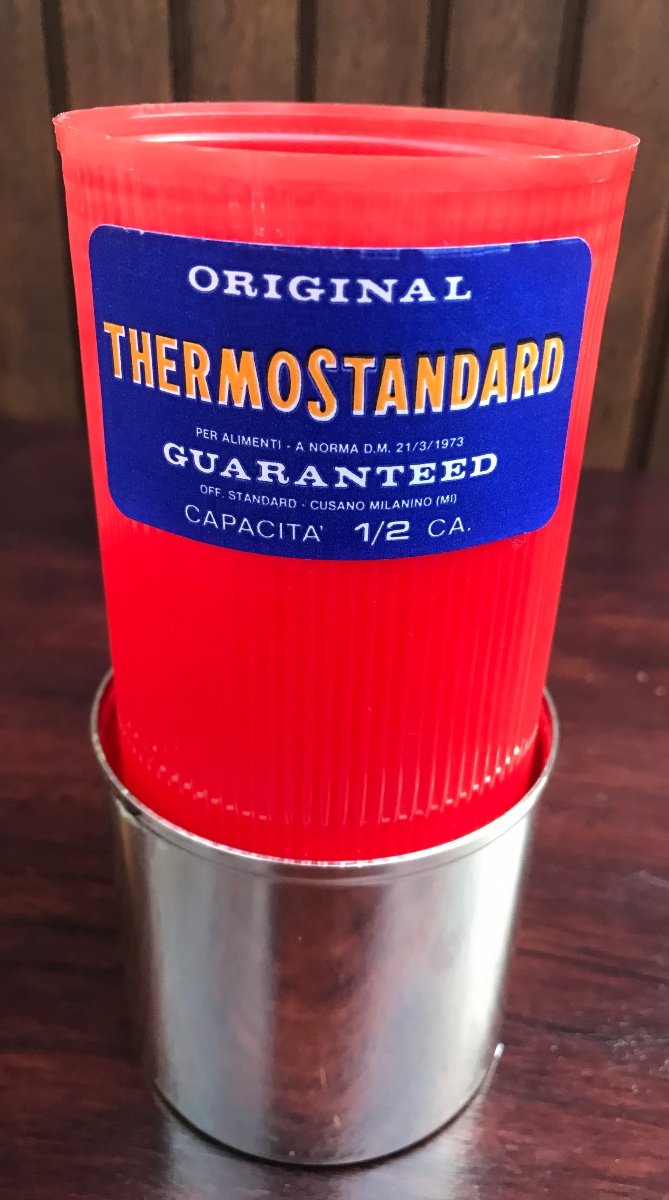 ORIGINAL
THERMOSTANDARD
PER ALIMENTI - A NORMA D.M. 21/3/1973
GUARANTEED
OFF. STANDARD - CUSANO MILANINO (MI)
CAPACITA' 1/2 CA.